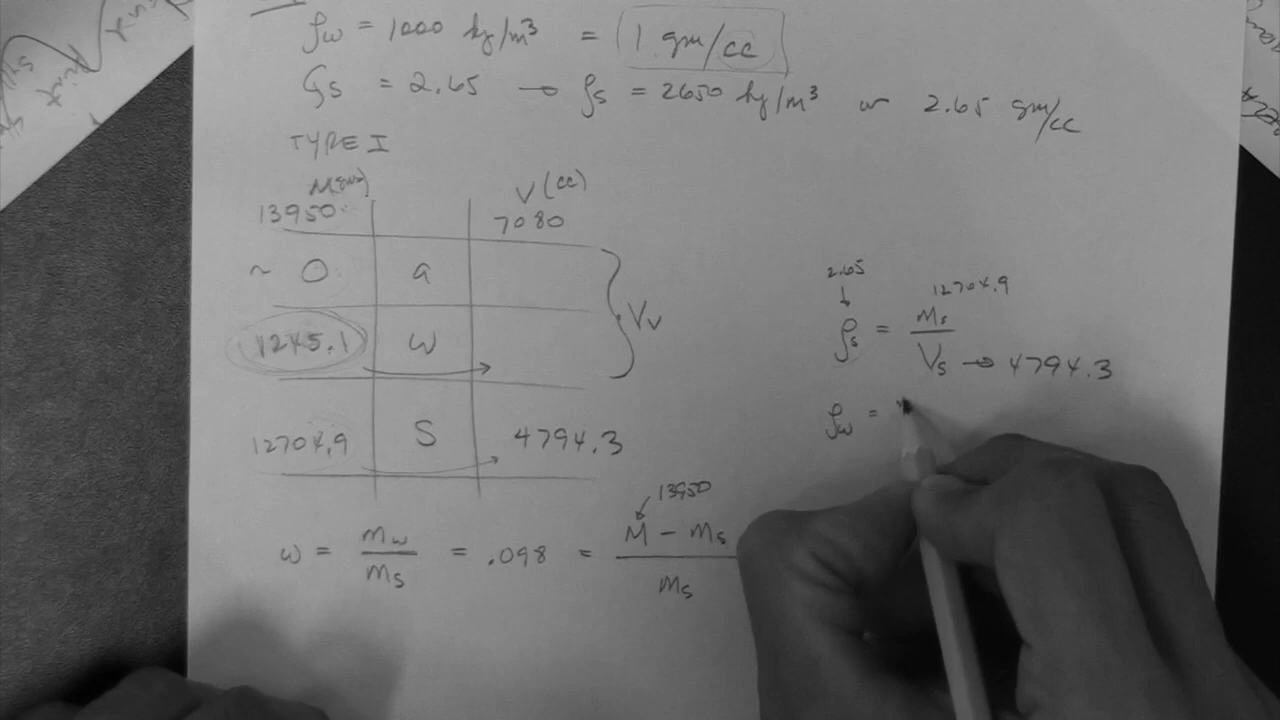 ρw = 1000 kg/m³ = 1 gm/cc
Gs = 2.65 → ρs = 2650 kg/m³ or 2.65 gm/cc
TYPE I
M(gms) V (cc)
13950 7080
~ 0 a
1245.1 w Vv
12704.9 S 4794.3
w = mw/ms = .098 = M - ms / ms
13950
2.65
12704.9
ρs = Ms/Vs → 4794.3
ρw =